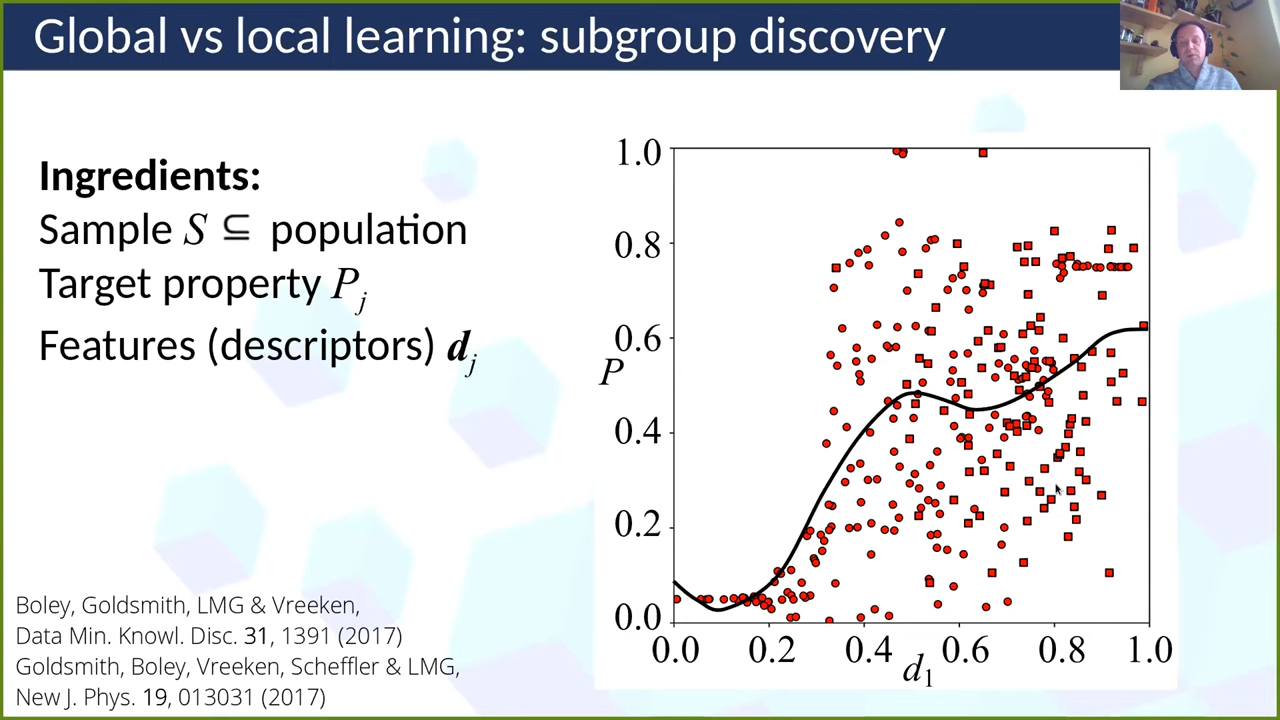 Global vs local learning: subgroup discovery
Ingredients:
Sample S ⊆ population
Target property Pj
Features (descriptors) dj
Boley, Goldsmith, LMG & Vreeken,
Data Min. Knowl. Disc. 31, 1391 (2017)
Goldsmith, Boley, Vreeken, Scheffler & LMG,
New J. Phys. 19, 013031 (2017)
1.0
0.8
0.6
P
0.4
0.2
0.0
0.0 0.2 0.4 0.6 0.8 1.0
d1